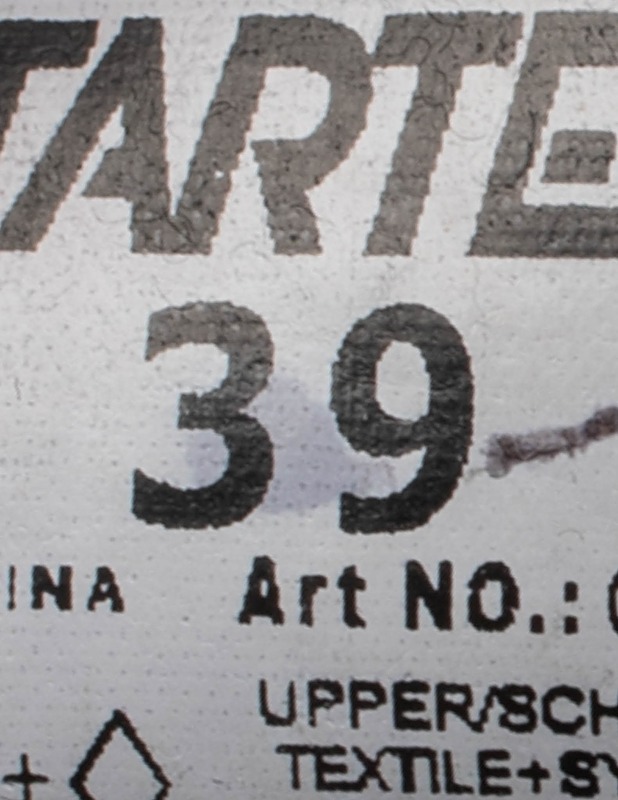 TARTE
39
INA Art NO.:
UPPER/SCH
+ TEXTILE+SY